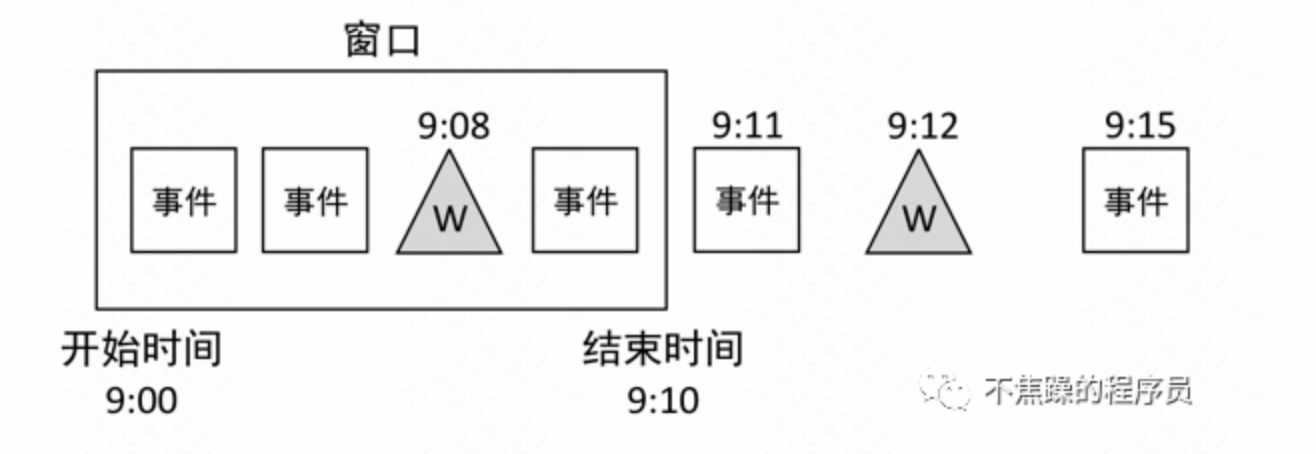 窗口
9:08
9:11
9:12
9:15
事件
事件
W
事件
事件
W
事件
开始时间
结束时间
9:00
9:10
不焦躁的程序员